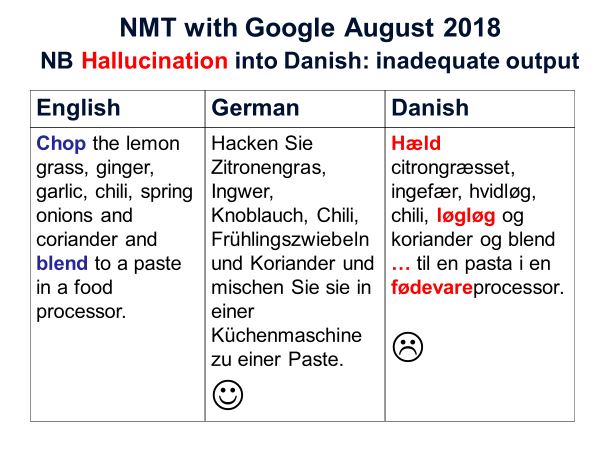 NMT with Google August 2018
NB Hallucination into Danish: inadequate output
English
German
Danish
Chop the lemon
grass, ginger,
garlic, chili, spring
onions and
coriander and
blend to a paste
in a food
processor.
Hacken Sie
Zitronengras,
Ingwer,
Knoblauch, Chili,
Frühlingszwiebeln
und Koriander und
mischen Sie sie in
einer
Küchenmaschine
zu einer Paste.
Hæld
citrongræsset,
ingefær, hvidløg,
chili, løgløg og
koriander og blend
… til en pasta i en
fødevareprocessor.